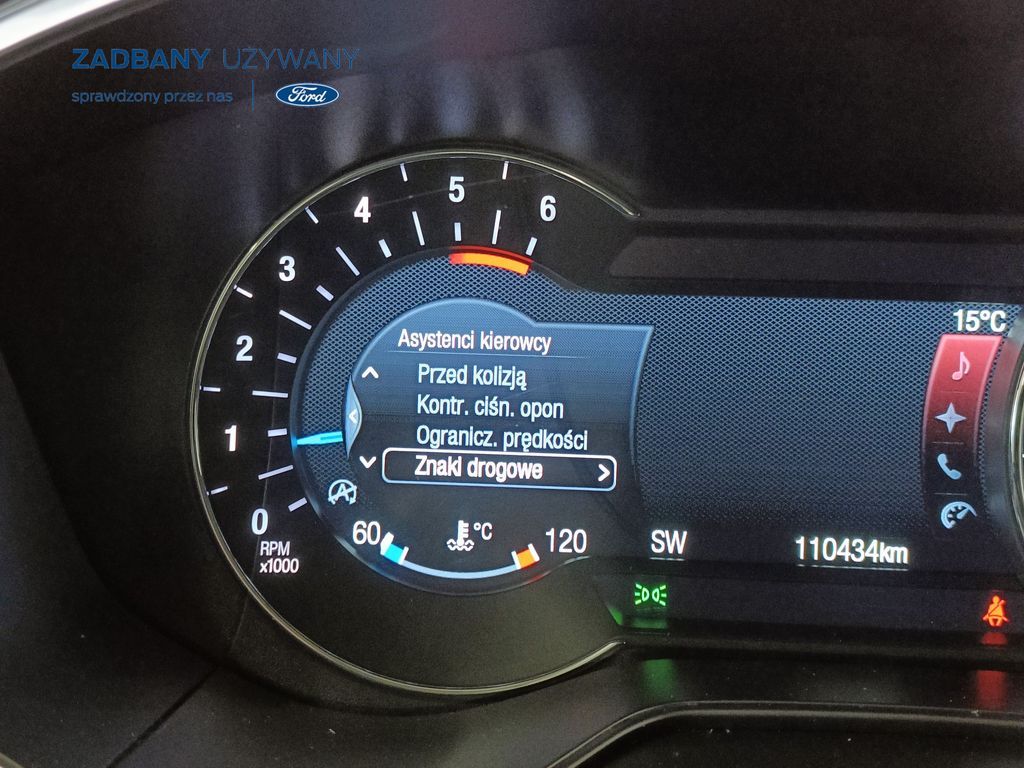 ZADBANY UŻYWANY
sprawdzony przez nas
Ford
6
5
4
3
2
1
0
RPM
x1000
15°C
Asystenci kierowcy
Przed kolizją
Kontr. ciśn. opon
Ogranicz. prędkości
Znaki drogowe
A
60 °C 120
SW 110434km